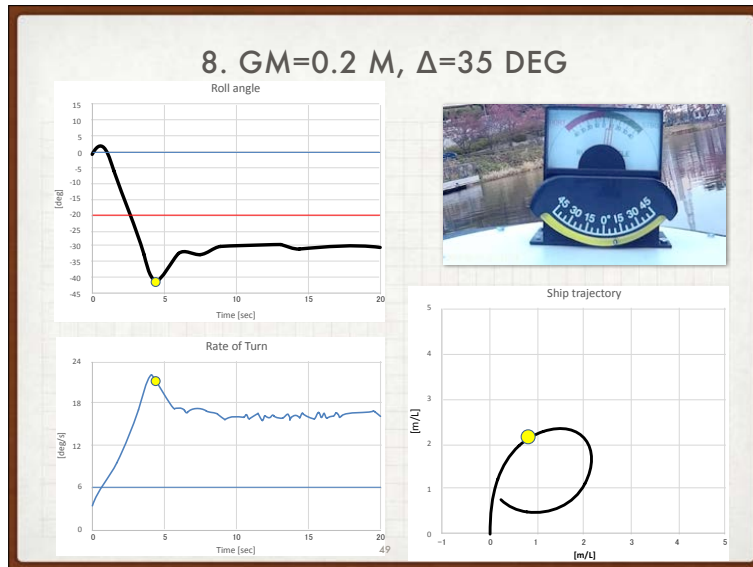 8. GM=0.2 M, Δ=35 DEG
Roll angle
15
10
5
0
-5
-10
-15
-20
-25
-30
-35
-40
-45
[deg]
0 5 10 15 20
Time [sec]
45 30 15 0° 15 30 45
Rate of Turn
24
18
12
6
0
[deg/s]
0 5 10 15 20
Time [sec]
49
Ship trajectory
5
4
3
2
1
0
[m/L]
−1 0 1 2 3 4 5
[m/L]